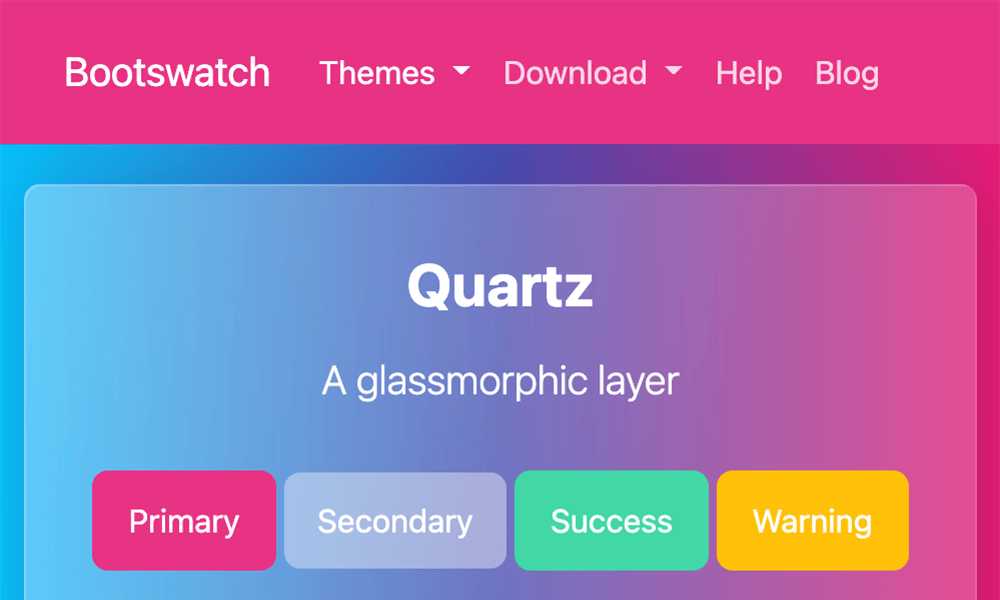 Bootswatch Themes Download Help Blog
Quartz
A glassmorphic layer
Primary Secondary Success Warning